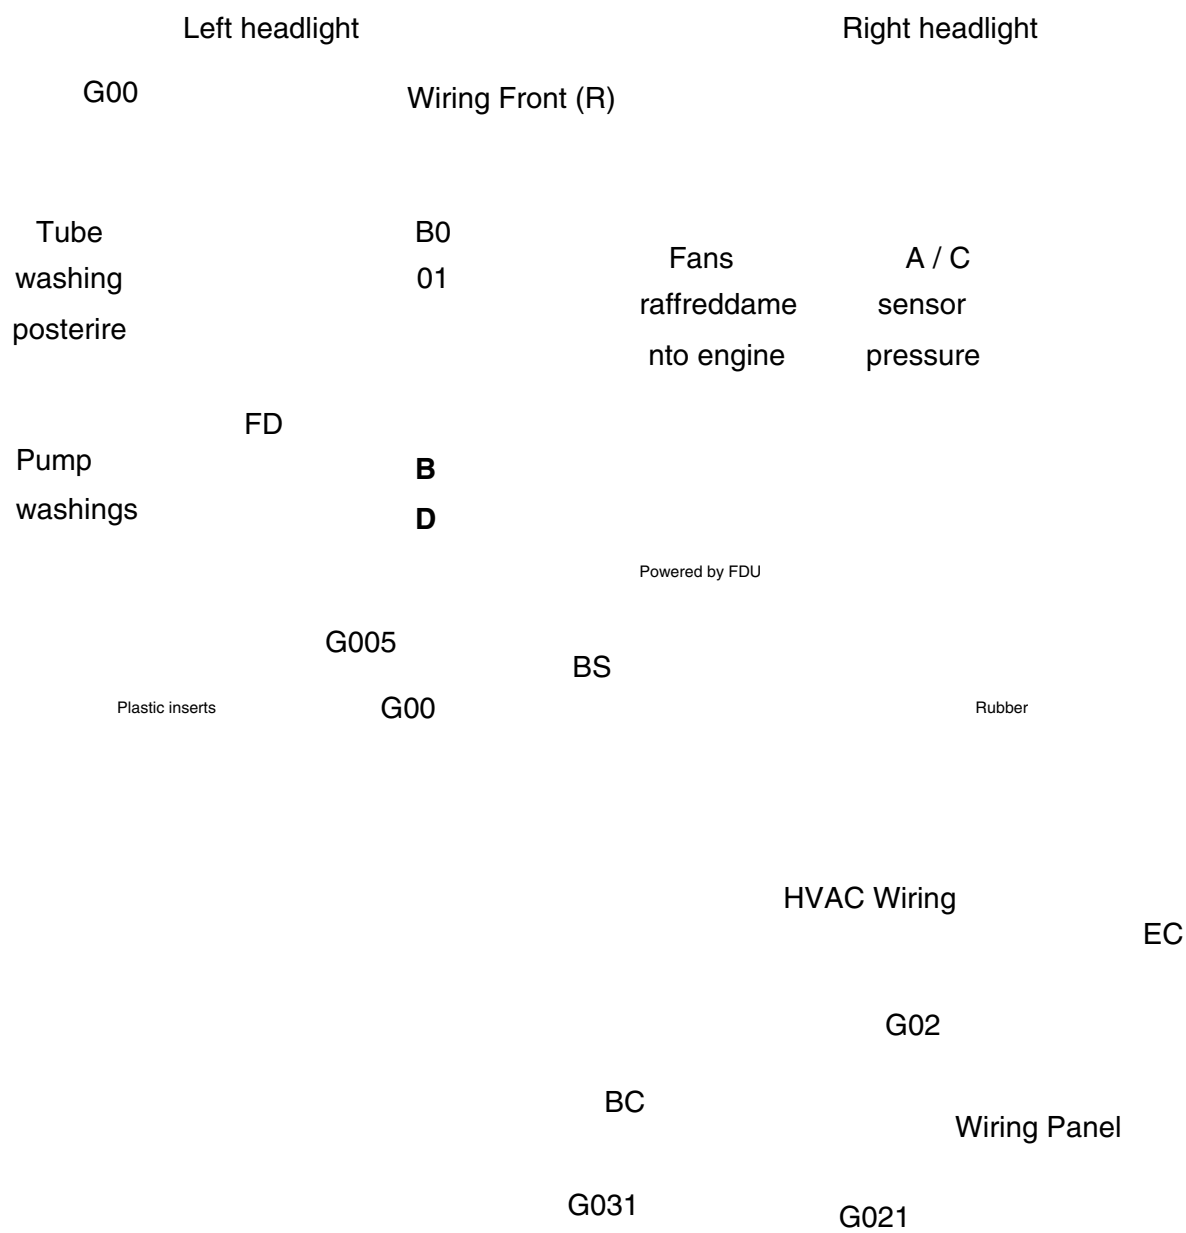 Left headlight
Right headlight
G00
Wiring Front (R)
Tube
washing
posterire
B0
01
Fans
raffreddame
nto engine
A / C
sensor
pressure
FD
Pump
washings
B
D
Powered by FDU
G005
BS
Plastic inserts
G00
Rubber
HVAC Wiring
EC
G02
BC
Wiring Panel
G031
G021